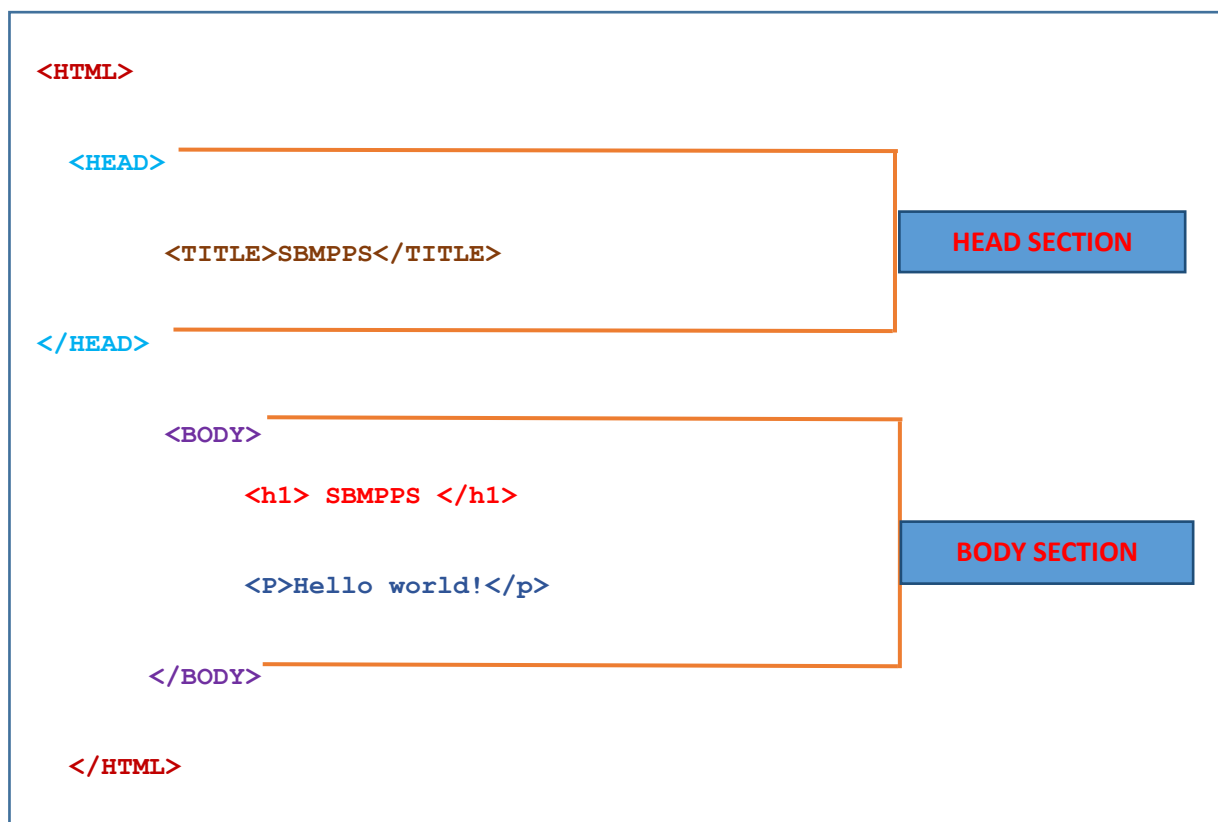 <HTML>
<HEAD>
<TITLE>SBMPPS</TITLE>
HEAD SECTION
</HEAD>
<BODY>
<h1> SBMPPS </h1>
BODY SECTION
<P>Hello world!</p>
</BODY>
</HTML>